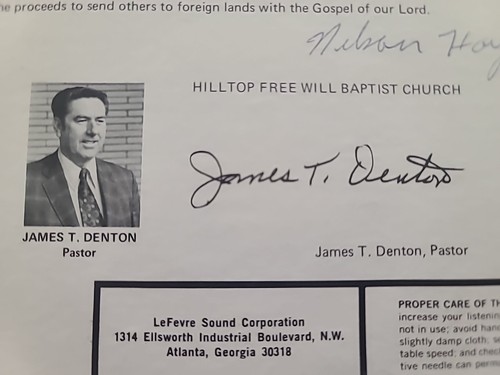 e proceeds to send others to foreign lands with the Gospel of our Lord.
Nelson
HILLTOP FREE WILL BAPTIST CHURCH
James T. Denton
JAMES T. DENTON
Pastor
James T. Denton, Pastor
LeFevre Sound Corporation
1314 Ellsworth Industrial Boulevard, N.W.
Atlanta, Georgia 30318
PROPER CARE OF
increase your listenin
not in use; avoid han
slightly damp cloth;
table speed; and chec
tive needle can perm